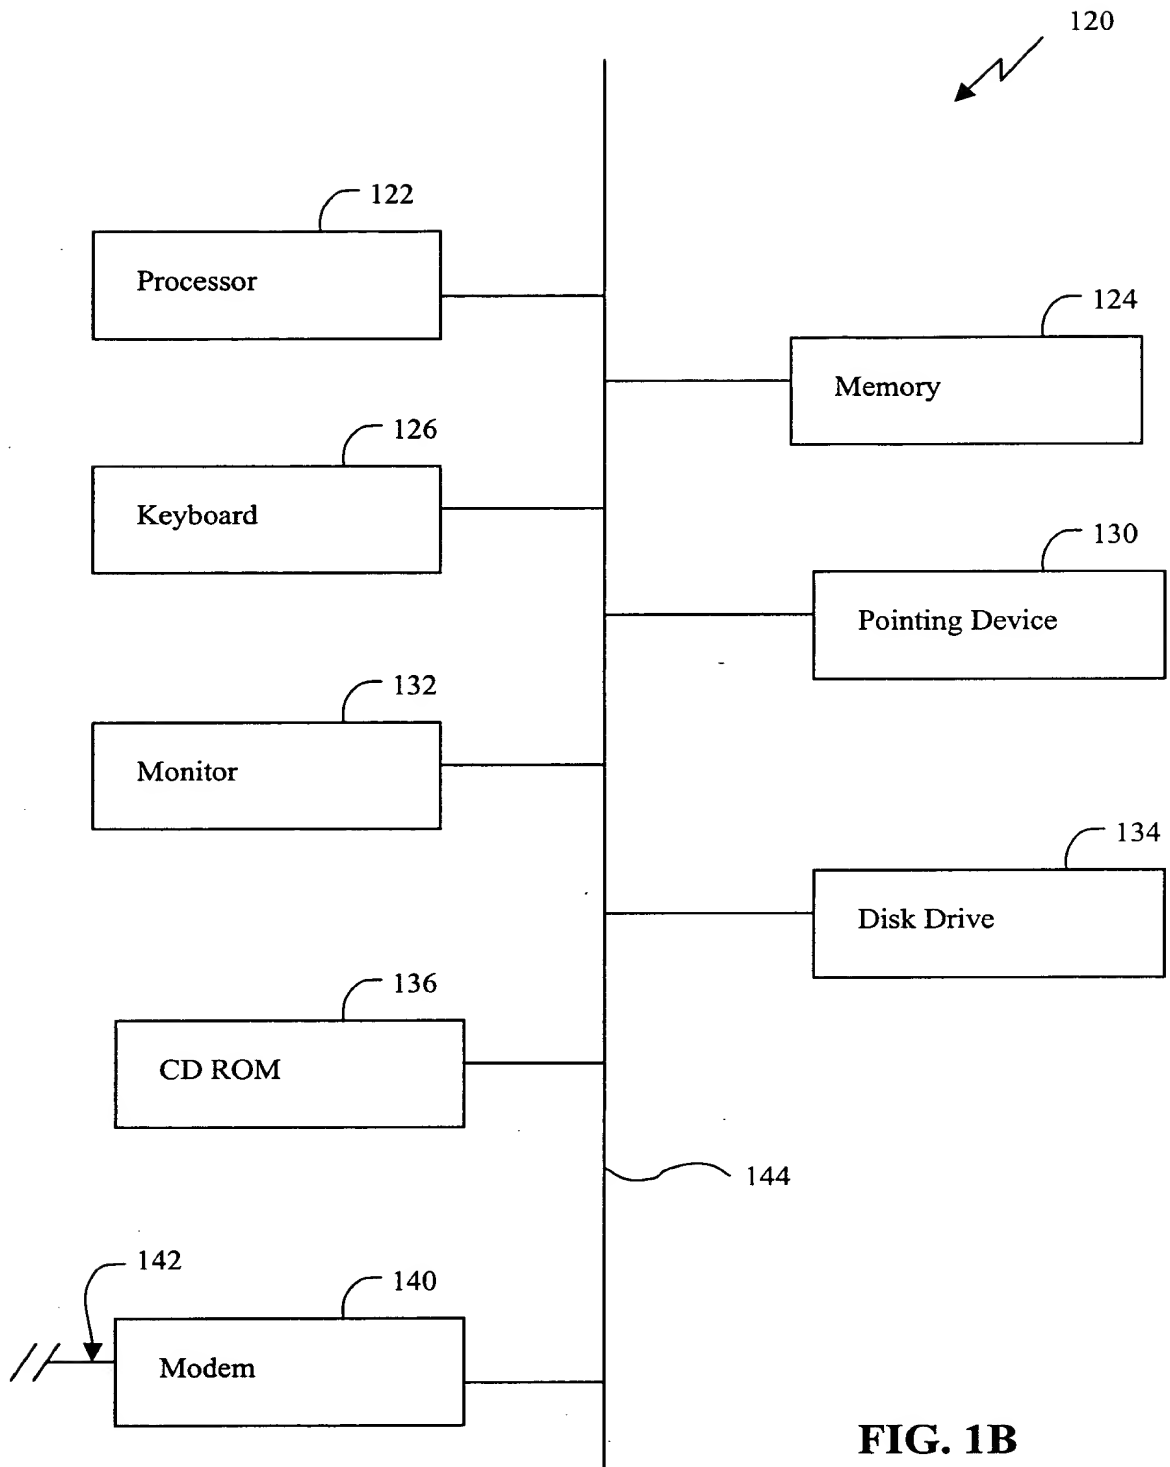 120
122
Processor
124
Memory
126
Keyboard
130
Pointing Device
132
Monitor
134
Disk Drive
136
CD ROM
144
142
140
Modem
FIG. 1B